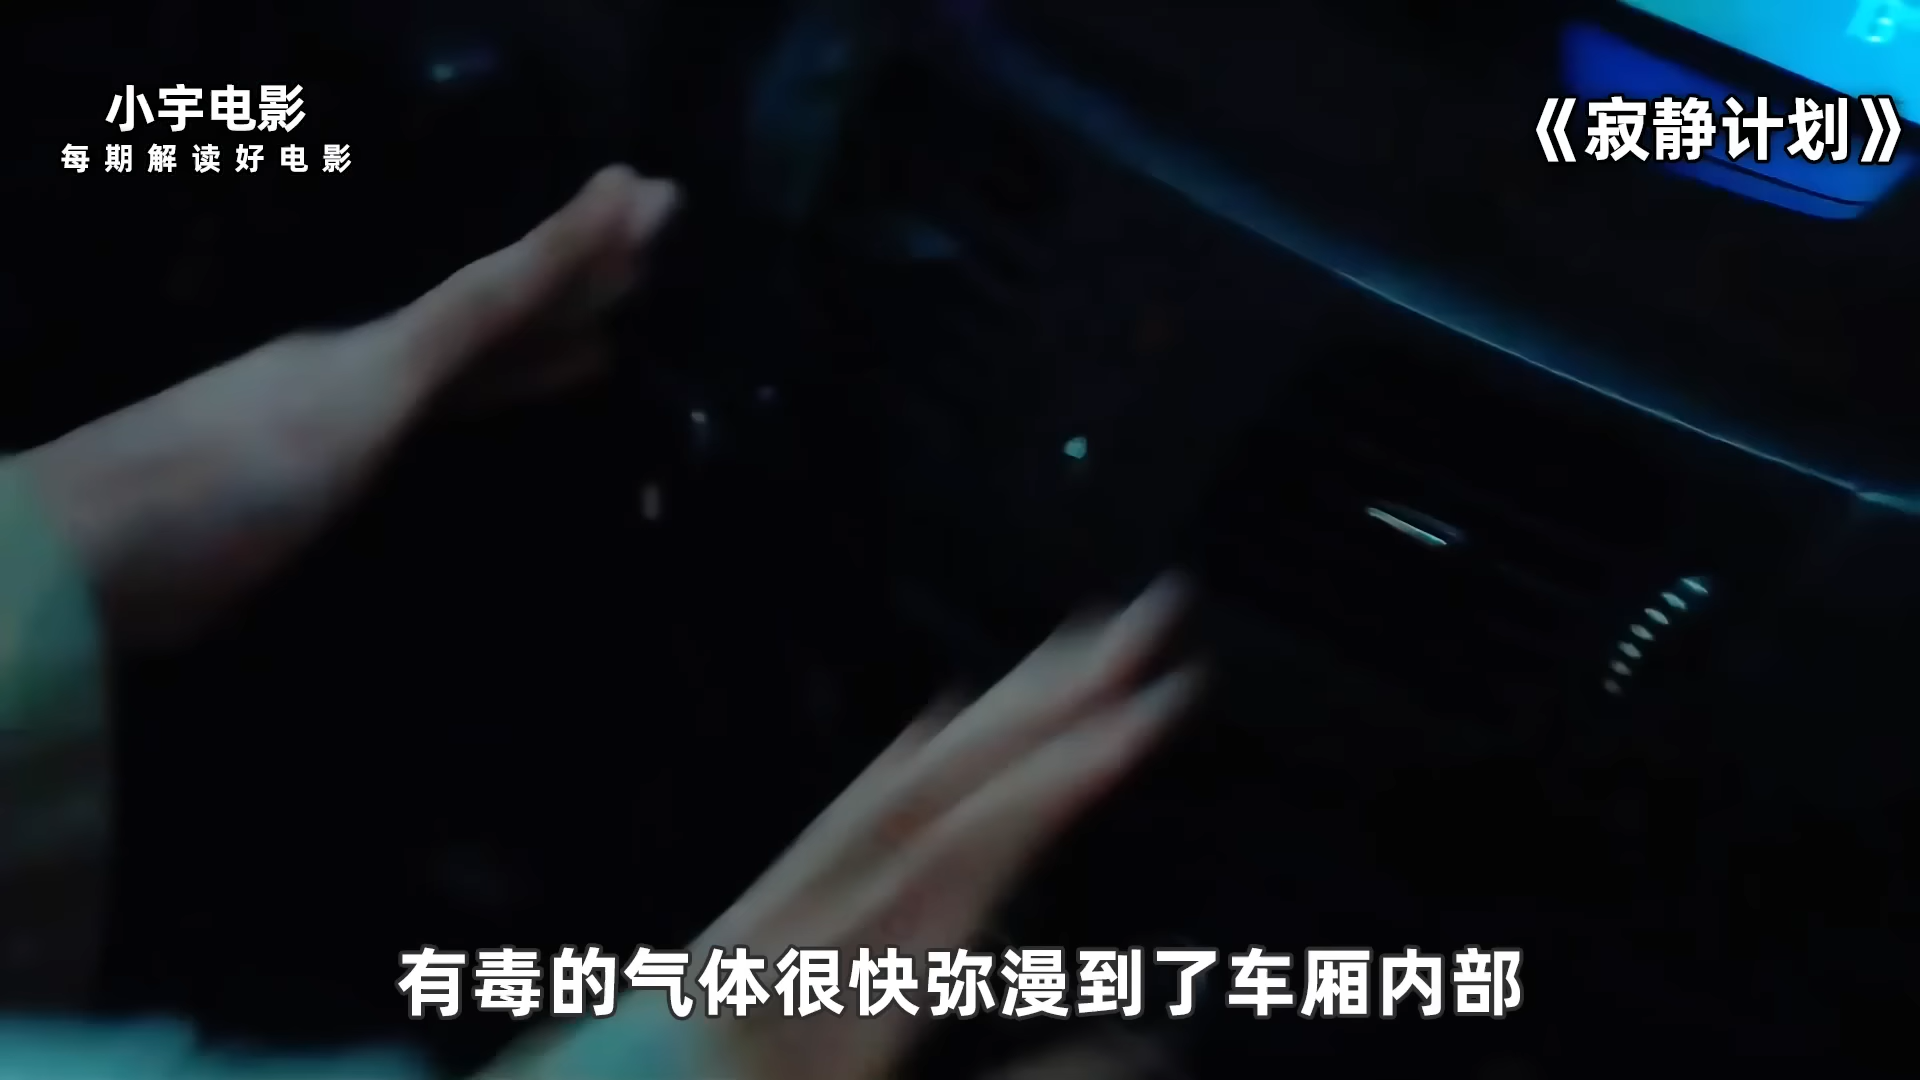 小宇电影
每期解读好电影
《寂静计划》
有毒的气体很快弥漫到了车厢内部